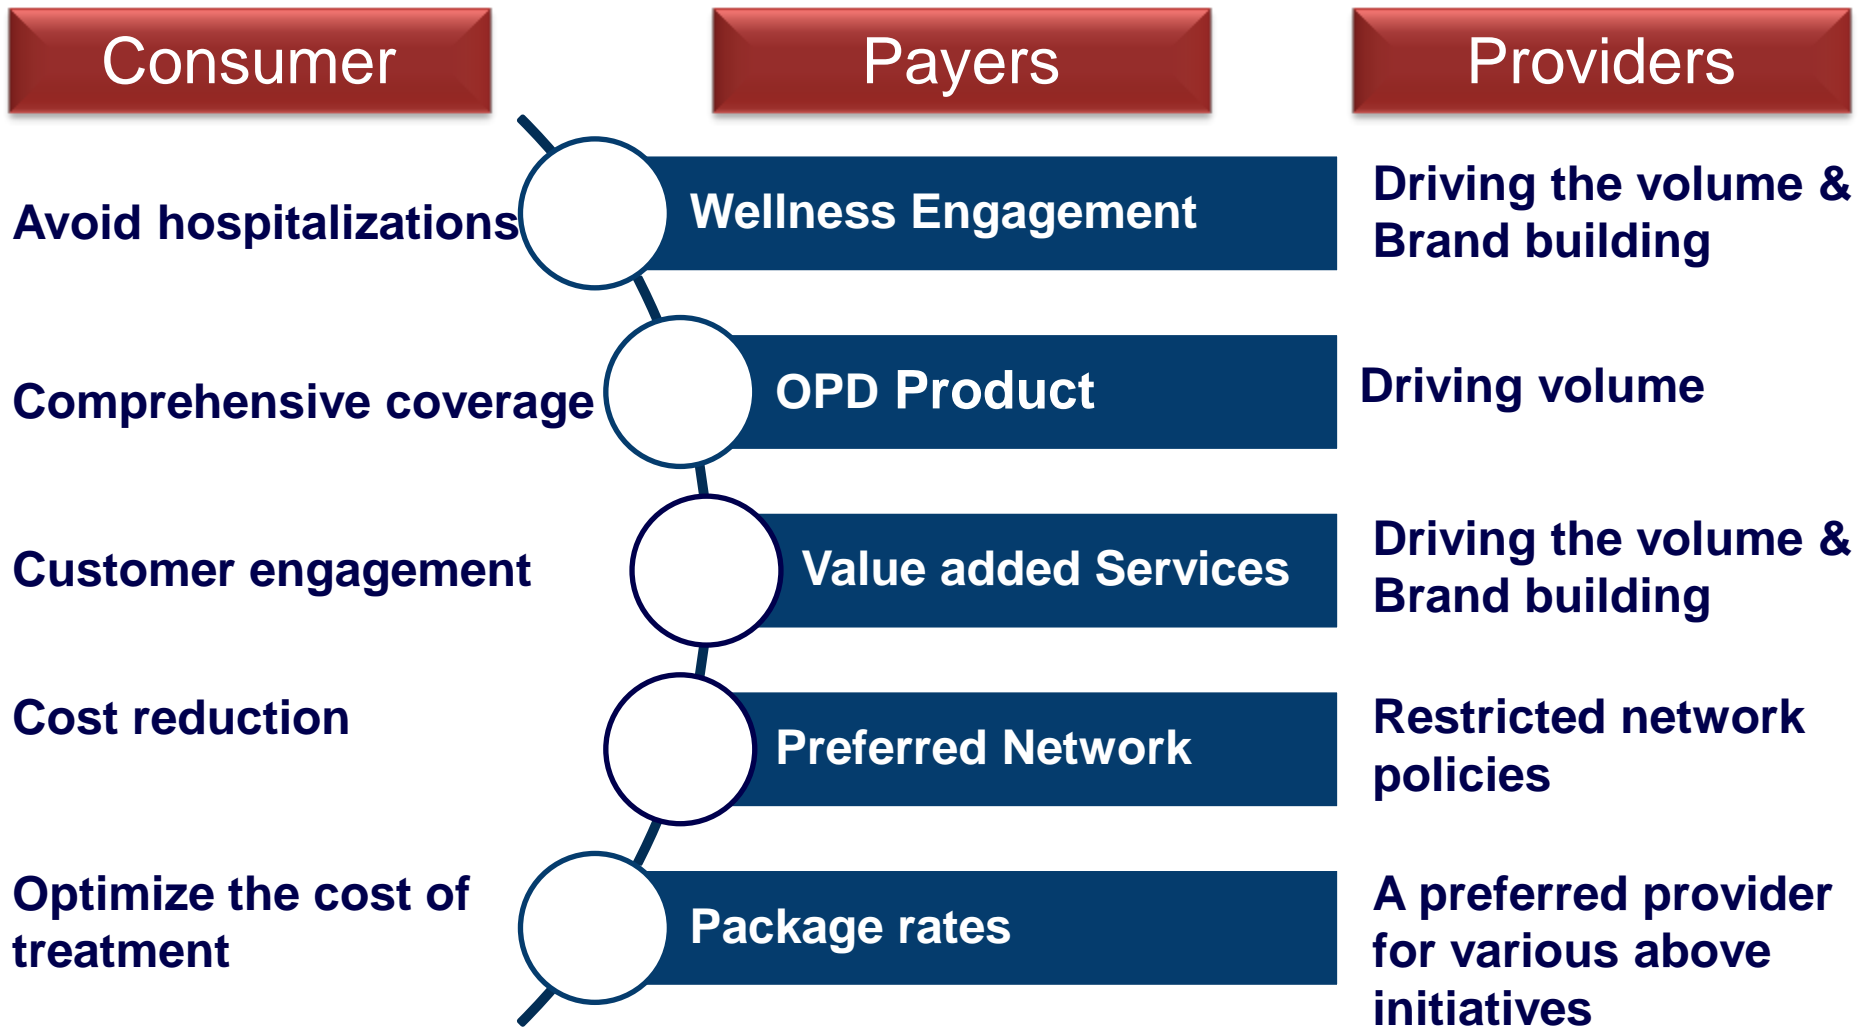 Consumer
Payers
Providers
Avoid hospitalizations
Wellness Engagement
Driving the volume &
Brand building
Comprehensive coverage
OPD Product
Driving volume
Customer engagement
Value added Services
Driving the volume &
Brand building
Cost reduction
Preferred Network
Restricted network
policies
Optimize the cost of
treatment
Package rates
A preferred provider
for various above
initiatives